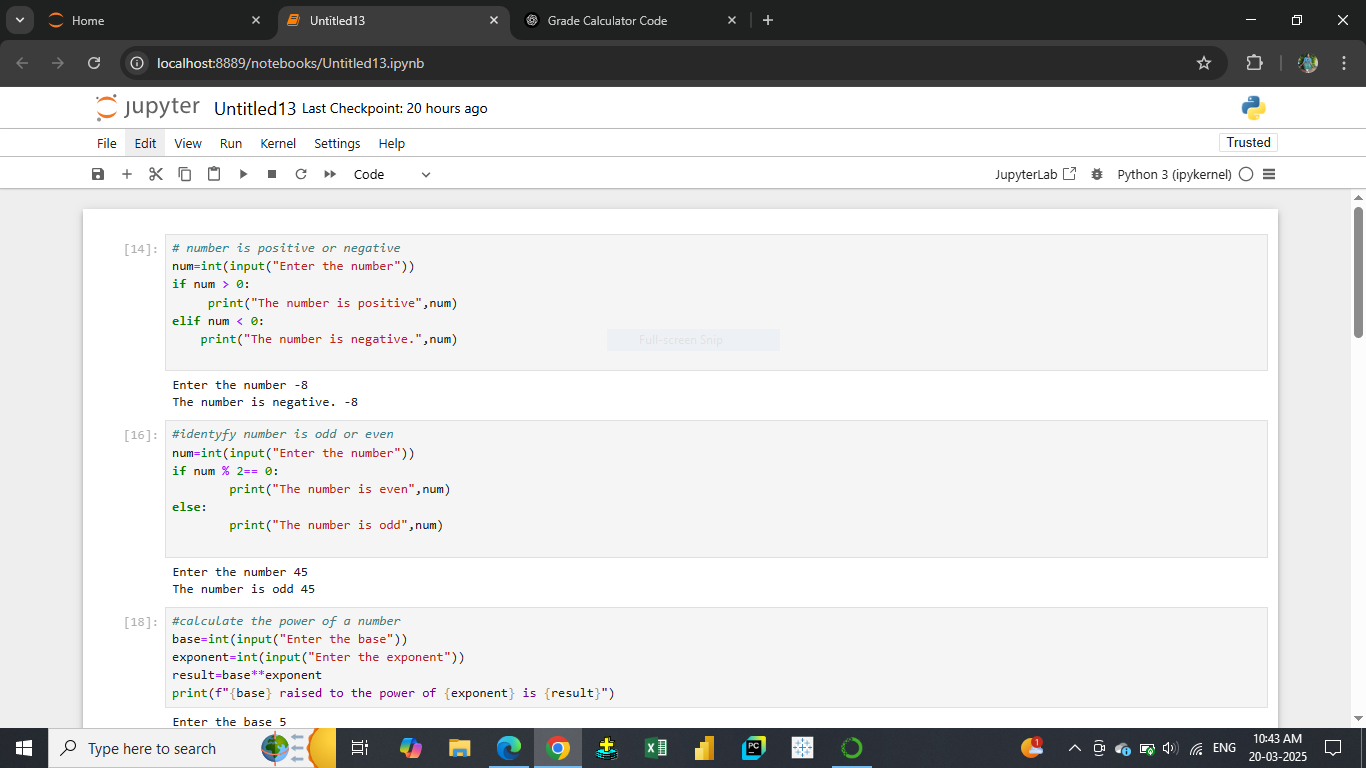 Home
Untitled13
Grade Calculator Code
localhost:8889/notebooks/Untitled13.ipynb
jupyter Untitled13 Last Checkpoint: 20 hours ago
File Edit View Run Kernel Settings Help
Trusted
Code
JupyterLab
Python 3 (ipykernel)
[14]:
# number is positive or negative
num=int(input("Enter the number"))
if num > 0:
     print("The number is positive",num)
elif num < 0:
    print("The number is negative.",num)
Full-screen Snip
Enter the number -8
The number is negative. -8
[16]:
#identyfy number is odd or even
num=int(input("Enter the number"))
if num % 2== 0:
        print("The number is even",num)
else:
        print("The number is odd",num)
Enter the number 45
The number is odd 45
[18]:
#calculate the power of a number
base=int(input("Enter the base"))
exponent=int(input("Enter the exponent"))
result=base**exponent
print(f"{base} raised to the power of {exponent} is {result}")
Enter the base 5
Type here to search
PC
1
ENG
10:43 AM
20-03-2025